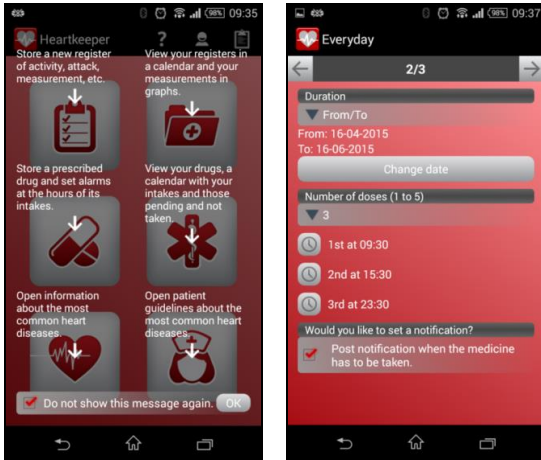 98% 09:35
Heartkeeper ?
Store a new register
of activity, attack,
measurement, etc.
View your registers in
a calendar and your
measurements in
graphs.
Store a prescribed
drug and set alarms
at the hours of its
intakes.
View your drugs, a
calendar with your
intakes and those
pending and not
taken.
Open information
about the most
common heart
diseases.
Open patient
guidelines about the
most common heart
diseases.
Do not show this message again. OK
98% 09:37
Everyday
2/3
Duration
From/To
From: 16-04-2015
To: 16-06-2015
Change date
Number of doses (1 to 5)
3
1st at 09:30
2nd at 15:30
3rd at 23:30
Would you like to set a notification?
Post notification when the medicine
has to be taken.